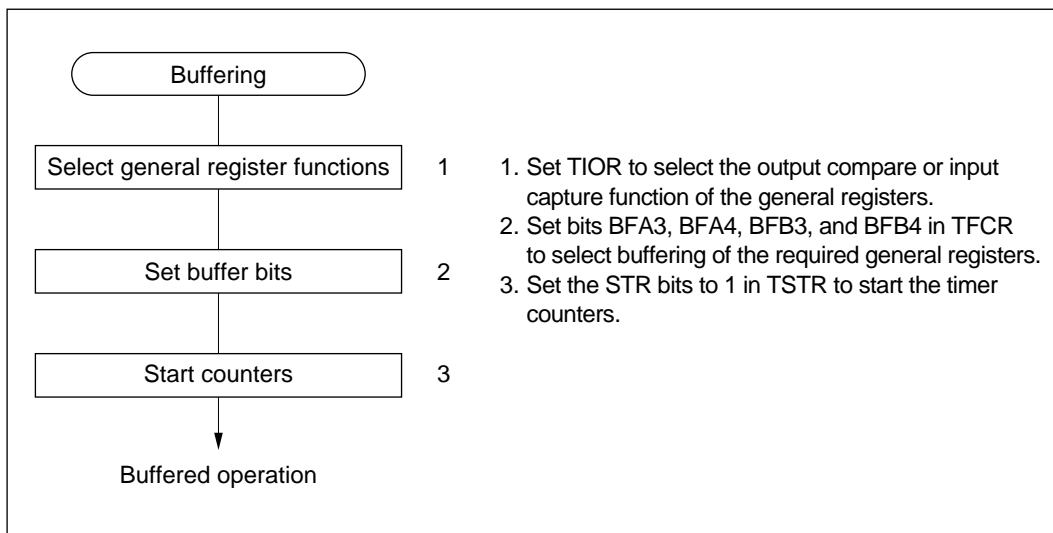 Buffering
Select general register functions 1
Set buffer bits 2
Start counters 3
Buffered operation
1. Set TIOR to select the output compare or input
capture function of the general registers.
2. Set bits BFA3, BFA4, BFB3, and BFB4 in TFCR
to select buffering of the required general registers.
3. Set the STR bits to 1 in TSTR to start the timer
counters.